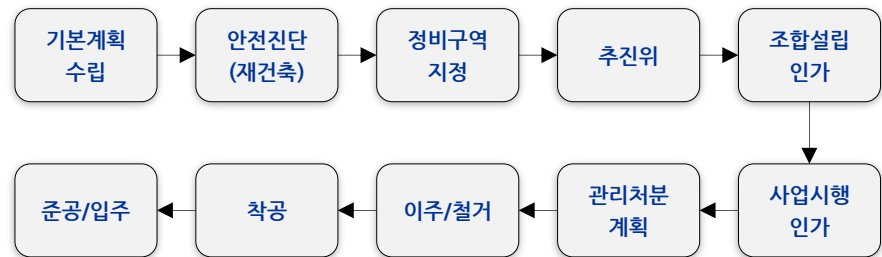 기본계획
수립
안전진단
(재건축)
정비구역
지정
추진위
조합설립
인가
사업시행
인가
관리처분
계획
이주/철거
착공
준공/입주